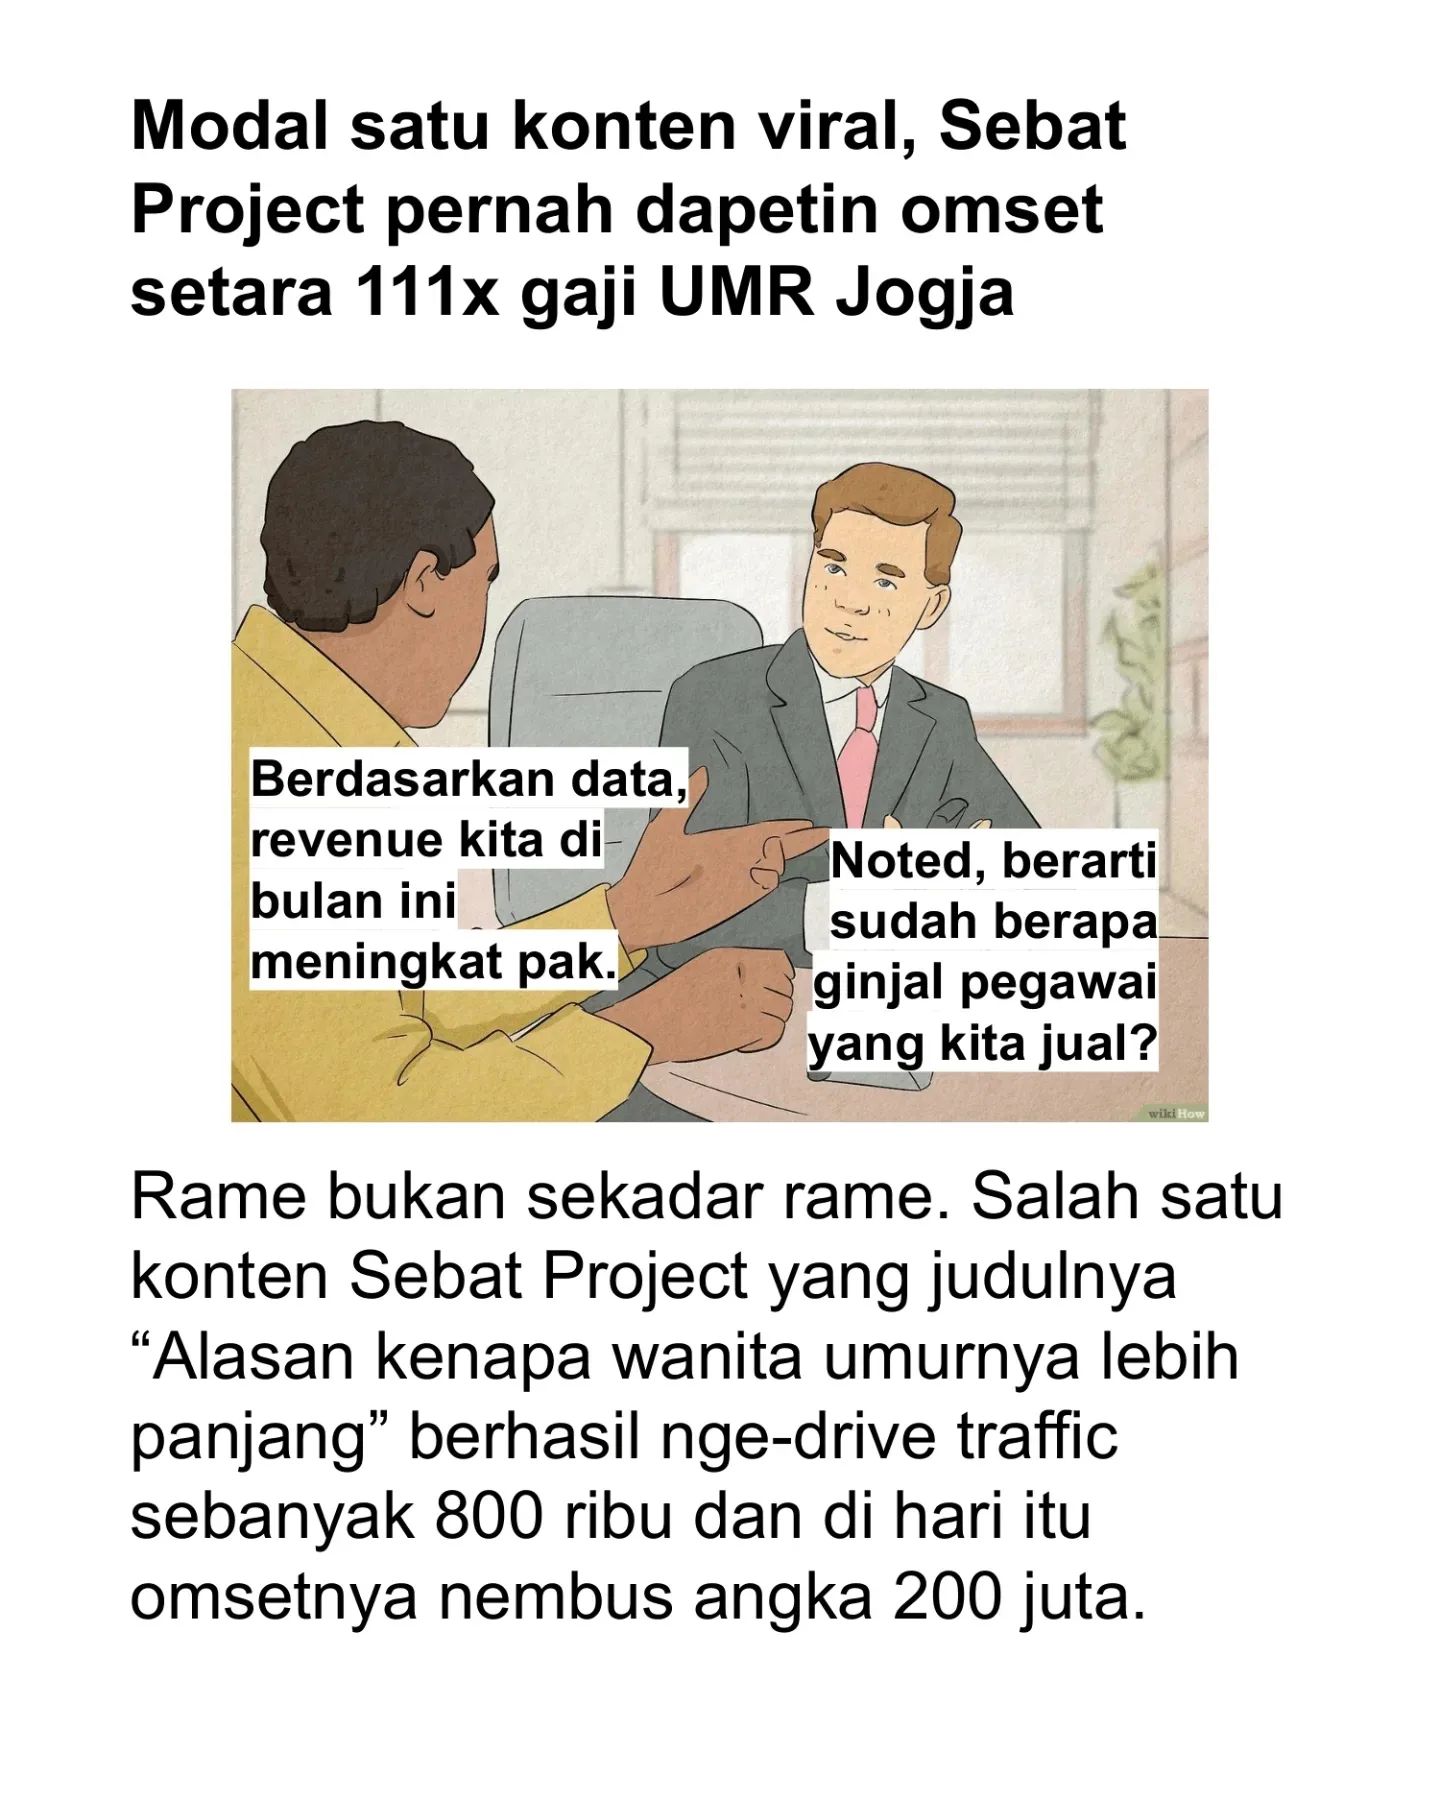 Modal satu konten viral, Sebat
Project pernah dapetin omset
setara 111x gaji UMR Jogja
Berdasarkan data,
revenue kita di
bulan ini
meningkat pak.
Noted, berarti
sudah berapa
ginjal pegawai
yang kita jual?
wikiHow
Rame bukan sekadar rame. Salah satu
konten Sebat Project yang judulnya
“Alasan kenapa wanita umurnya lebih
panjang” berhasil nge-drive traffic
sebanyak 800 ribu dan di hari itu
omsetnya nembus angka 200 juta.